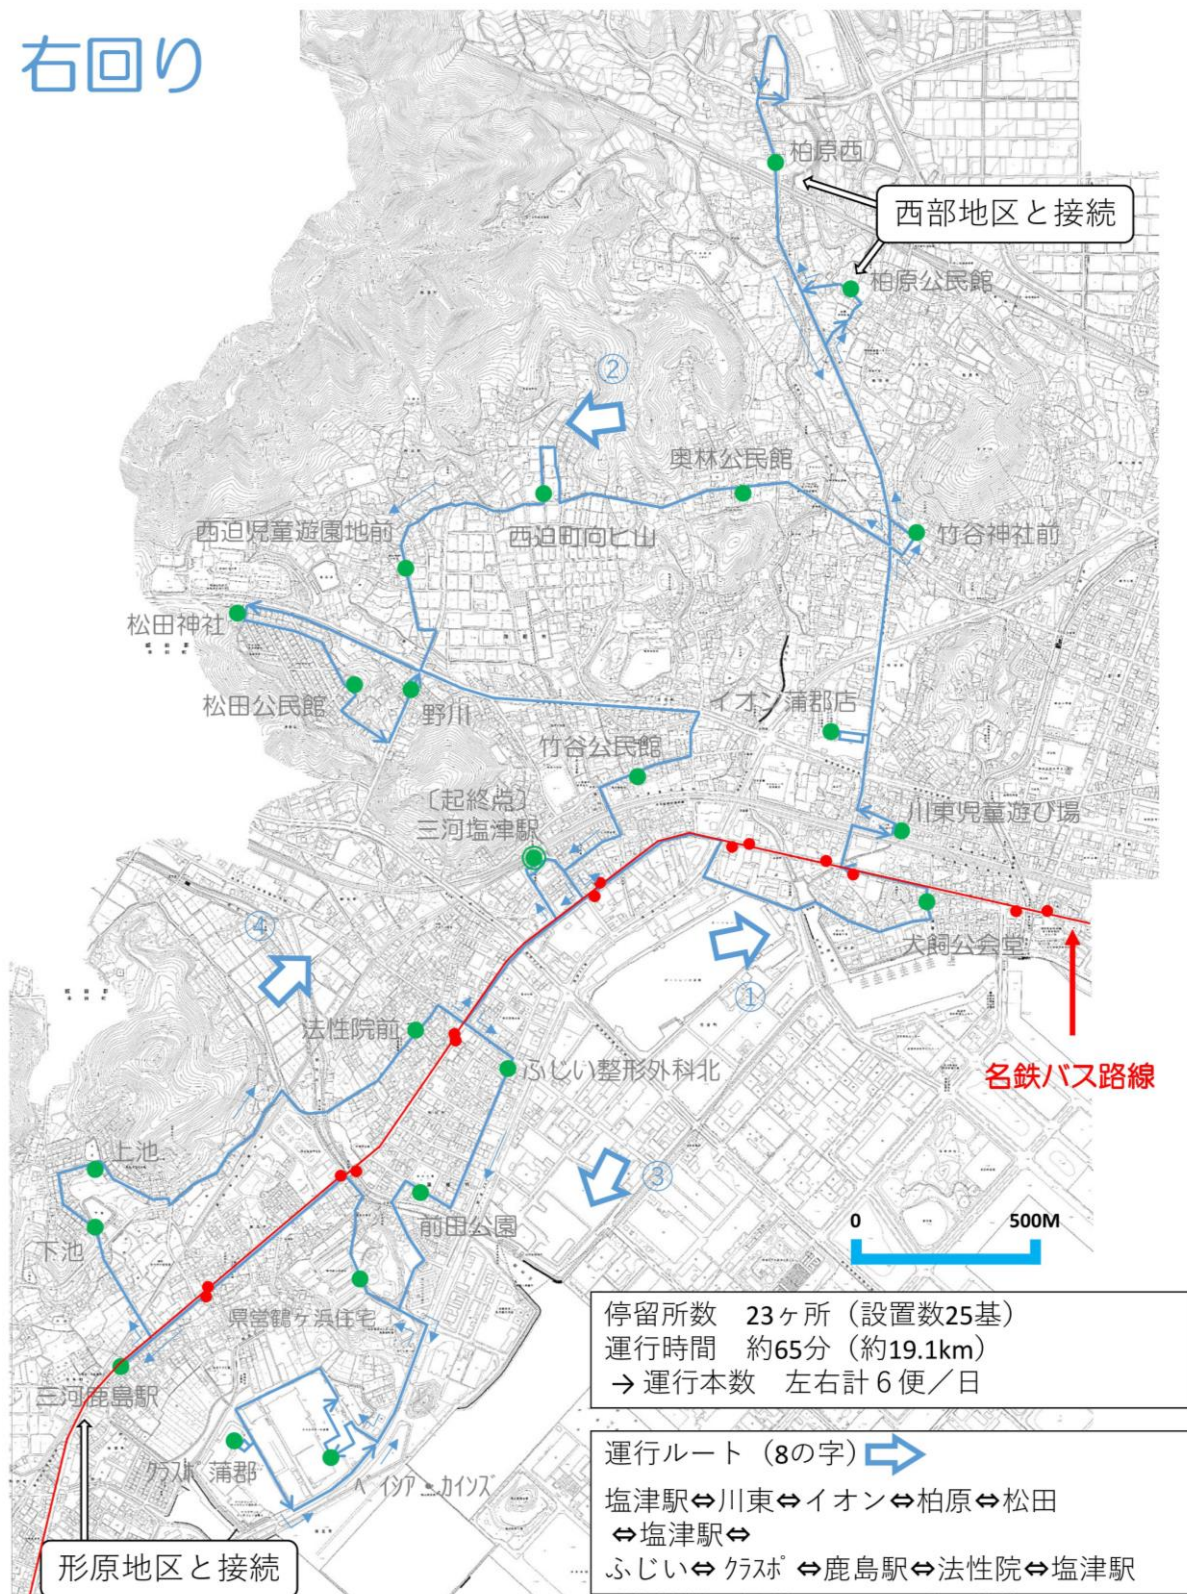 右回り
柏原西
西部地区と接続
柏原公民館
②
奥林公民館
西迫児童遊園地前
西迫町向ヒ山
竹谷神社前
松田神社
松田公民館
野川
イオン蒲郡店
竹谷公民館
〔起終点〕
三河塩津駅
川東児童遊び場
④
犬飼公会堂
①
法性院前
ふじい整形外科北
名鉄バス路線
上池
③
前田公園
下池
0 500M
県営鶴ヶ浜住宅
三河鹿島駅
クラスポ蒲郡
ベイシア・カインズ
形原地区と接続
停留所数 23ヶ所（設置数25基）
運行時間 約65分（約19.1km）
→ 運行本数 左右計６便／日
運行ルート（8の字）
塩津駅⇔川東⇔イオン⇔柏原⇔松田
⇔塩津駅⇔
ふじい⇔クラスポ⇔鹿島駅⇔法性院⇔塩津駅